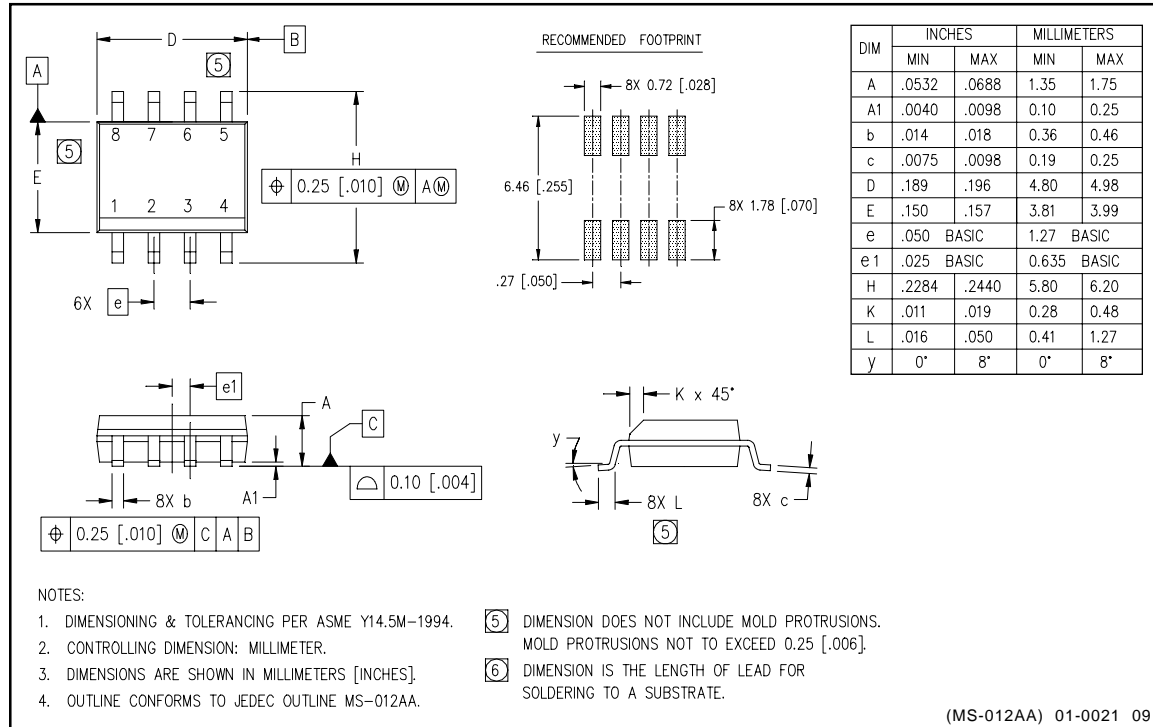 D
B
5
A
8 7 6 5
5
E
H
⌖ 0.25 [.010] Ⓜ AⓂ
1 2 3 4
6X e
RECOMMENDED FOOTPRINT
8X 0.72 [.028]
6.46 [.255]
8X 1.78 [.070]
.27 [.050]
DIM INCHES MILLIMETERS
MIN MAX MIN MAX
A .0532 .0688 1.35 1.75
A1 .0040 .0098 0.10 0.25
b .014 .018 0.36 0.46
c .0075 .0098 0.19 0.25
D .189 .196 4.80 4.98
E .150 .157 3.81 3.99
e .050 BASIC 1.27 BASIC
e1 .025 BASIC 0.635 BASIC
H .2284 .2440 5.80 6.20
K .011 .019 0.28 0.48
L .016 .050 0.41 1.27
y 0° 8° 0° 8°
e1
A
C
A1
⌓ 0.10 [.004]
8X b
⌖ 0.25 [.010] Ⓜ C A B
K x 45°
y
8X L
8X c
5
NOTES:
1. DIMENSIONING & TOLERANCING PER ASME Y14.5M-1994.
2. CONTROLLING DIMENSION: MILLIMETER.
3. DIMENSIONS ARE SHOWN IN MILLIMETERS [INCHES].
4. OUTLINE CONFORMS TO JEDEC OUTLINE MS-012AA.
5 DIMENSION DOES NOT INCLUDE MOLD PROTRUSIONS.
MOLD PROTRUSIONS NOT TO EXCEED 0.25 [.006].
6 DIMENSION IS THE LENGTH OF LEAD FOR
SOLDERING TO A SUBSTRATE.
(MS-012AA) 01-0021 09